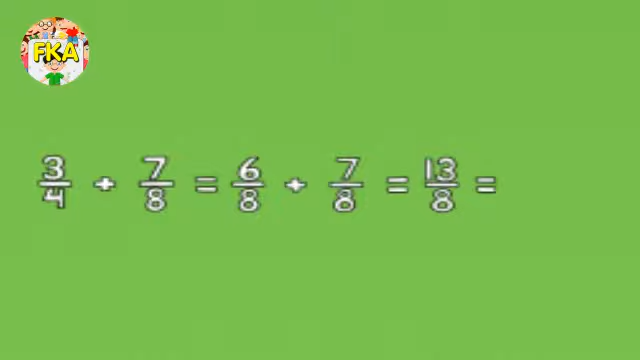 FKA
3/4 + 7/8 = 6/8 + 7/8 = 13/8 =